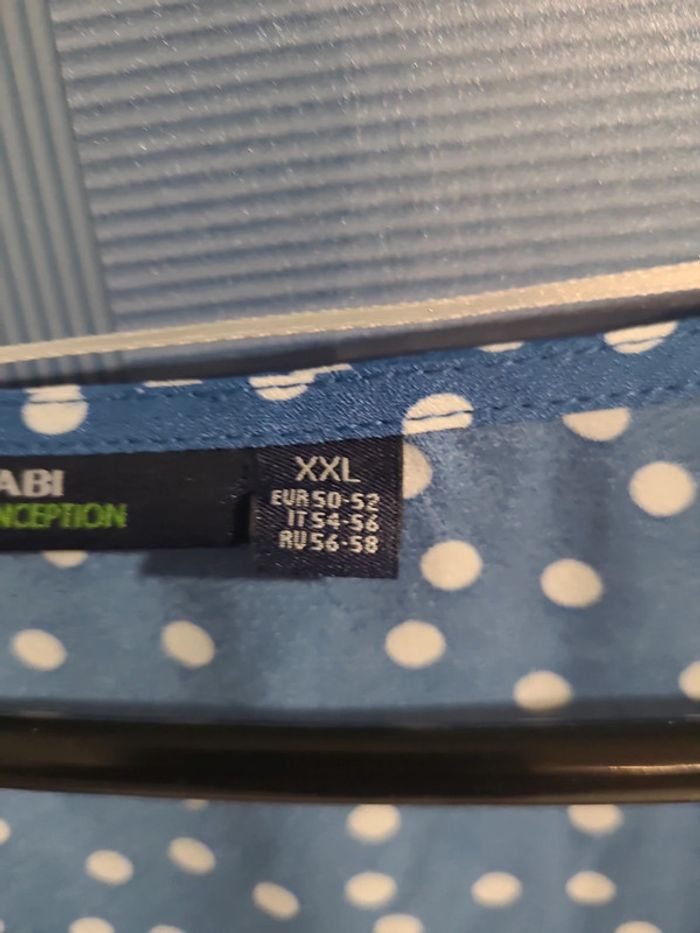 ABI
NCEPTION
XXL
EUR 50-52
IT 54-56
RU 56-58